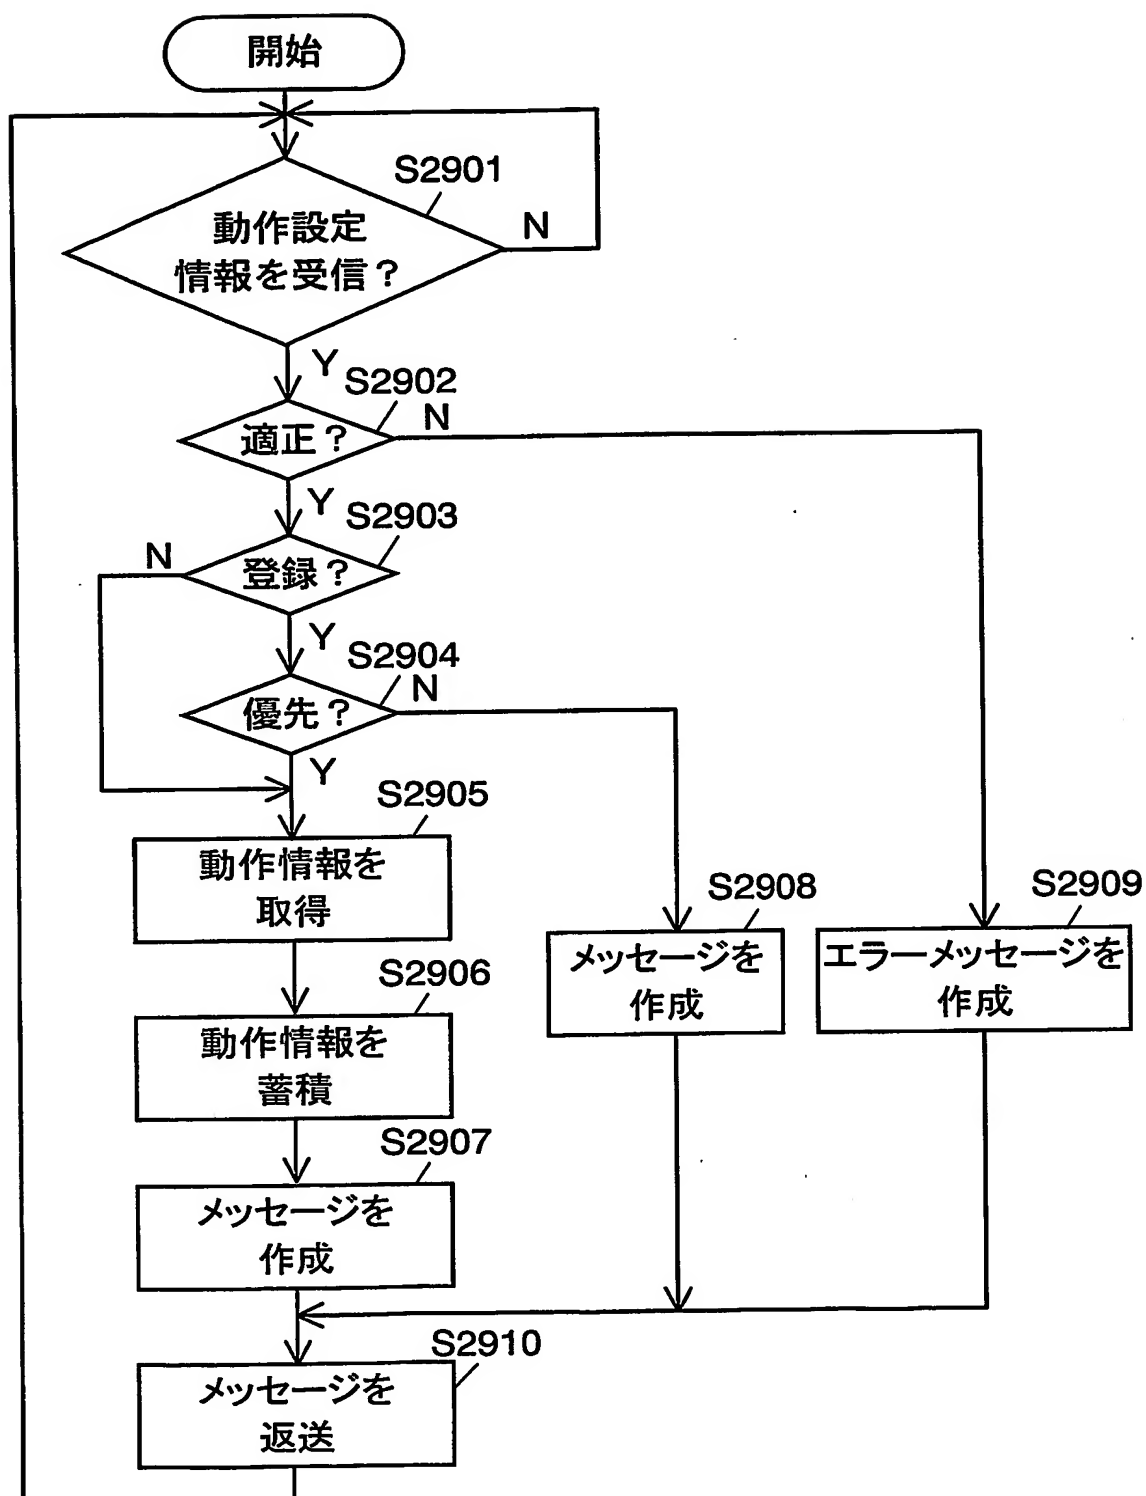 開始
S2901
動作設定
情報を受信？
N
Y
S2902
適正？
N
Y
S2903
登録？
N
Y
S2904
優先？
N
Y
S2905
動作情報を
取得
S2906
動作情報を
蓄積
S2907
メッセージを
作成
S2908
メッセージを
作成
S2909
エラーメッセージを
作成
S2910
メッセージを
返送